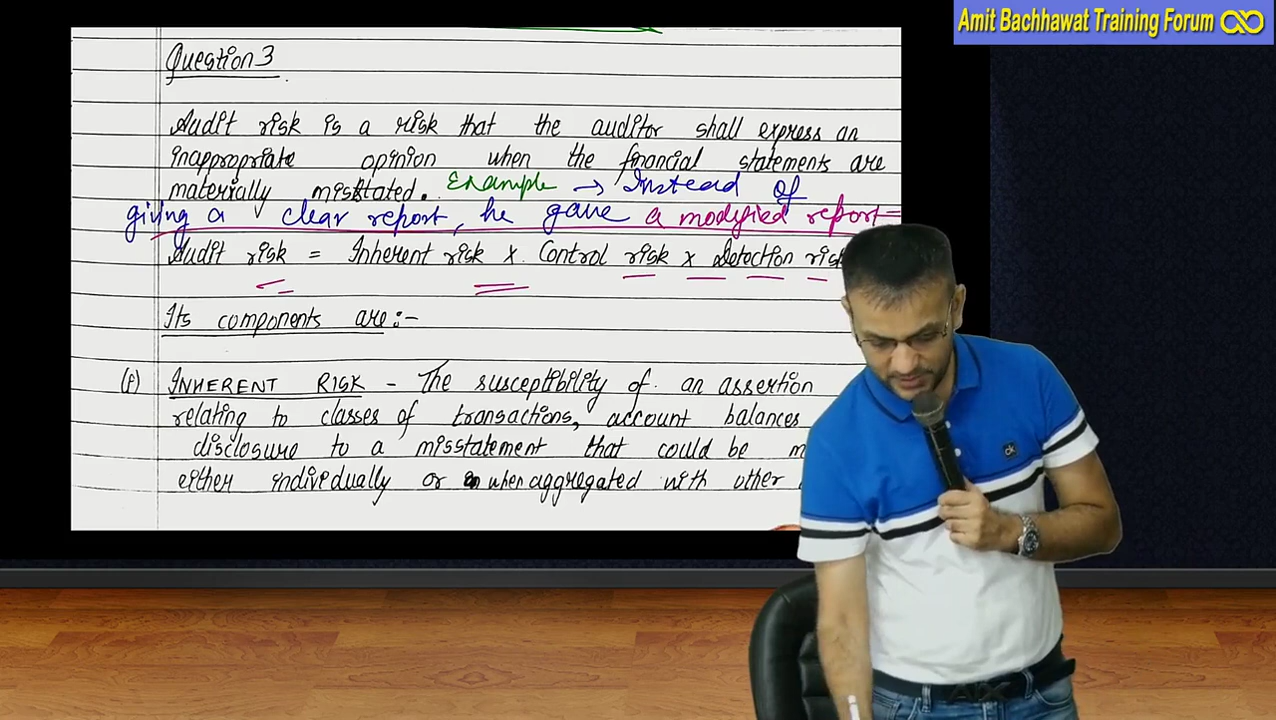 Amit Bachhawat Training Forum
Question 3
Audit risk is a risk that the auditor shall express an
inappropriate opinion when the financial statements are
materially misstated. Example → Instead of
giving a clear report, he gave a modified report
Audit risk = Inherent risk x Control risk x Detection risk
Its components are:-
(i) INHERENT RISK - The susceptibility of an assertion
relating to classes of transactions, account balances
disclosure to a misstatement that could be m
either individually or when aggregated with other